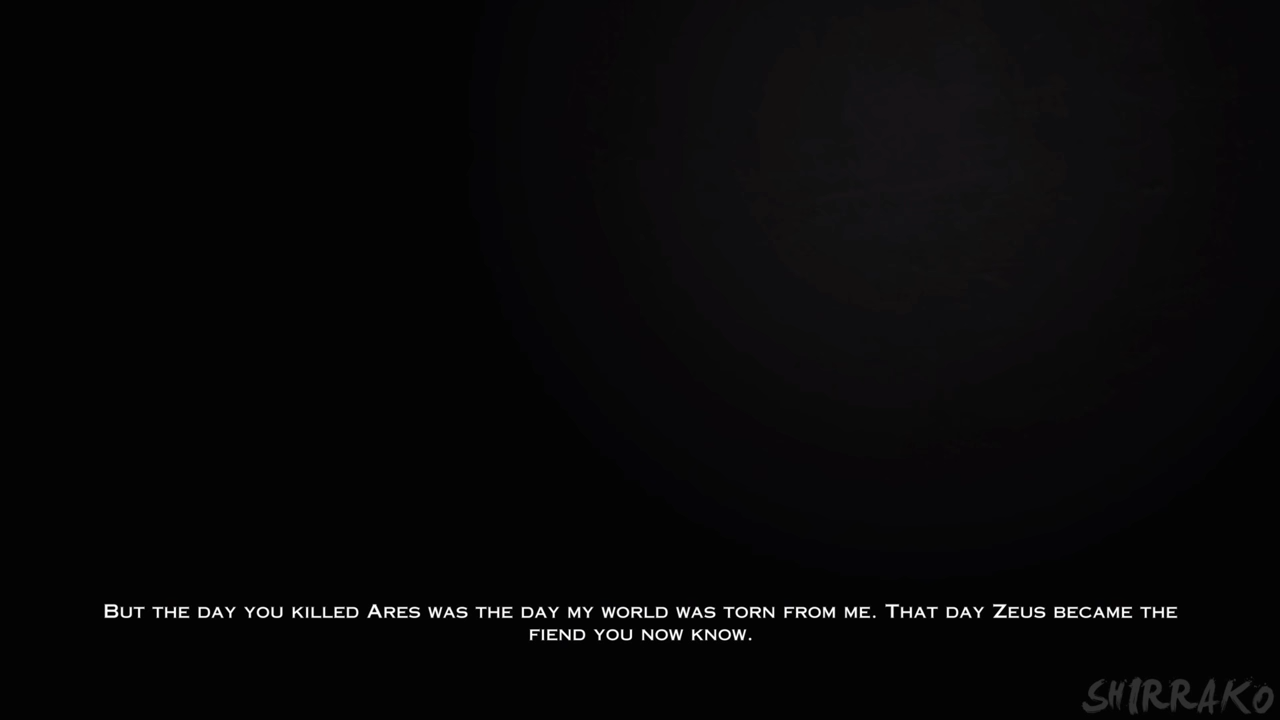 But the day you killed Ares was the day my world was torn from me. That day Zeus became the
fiend you now know.
SHIRRAKO